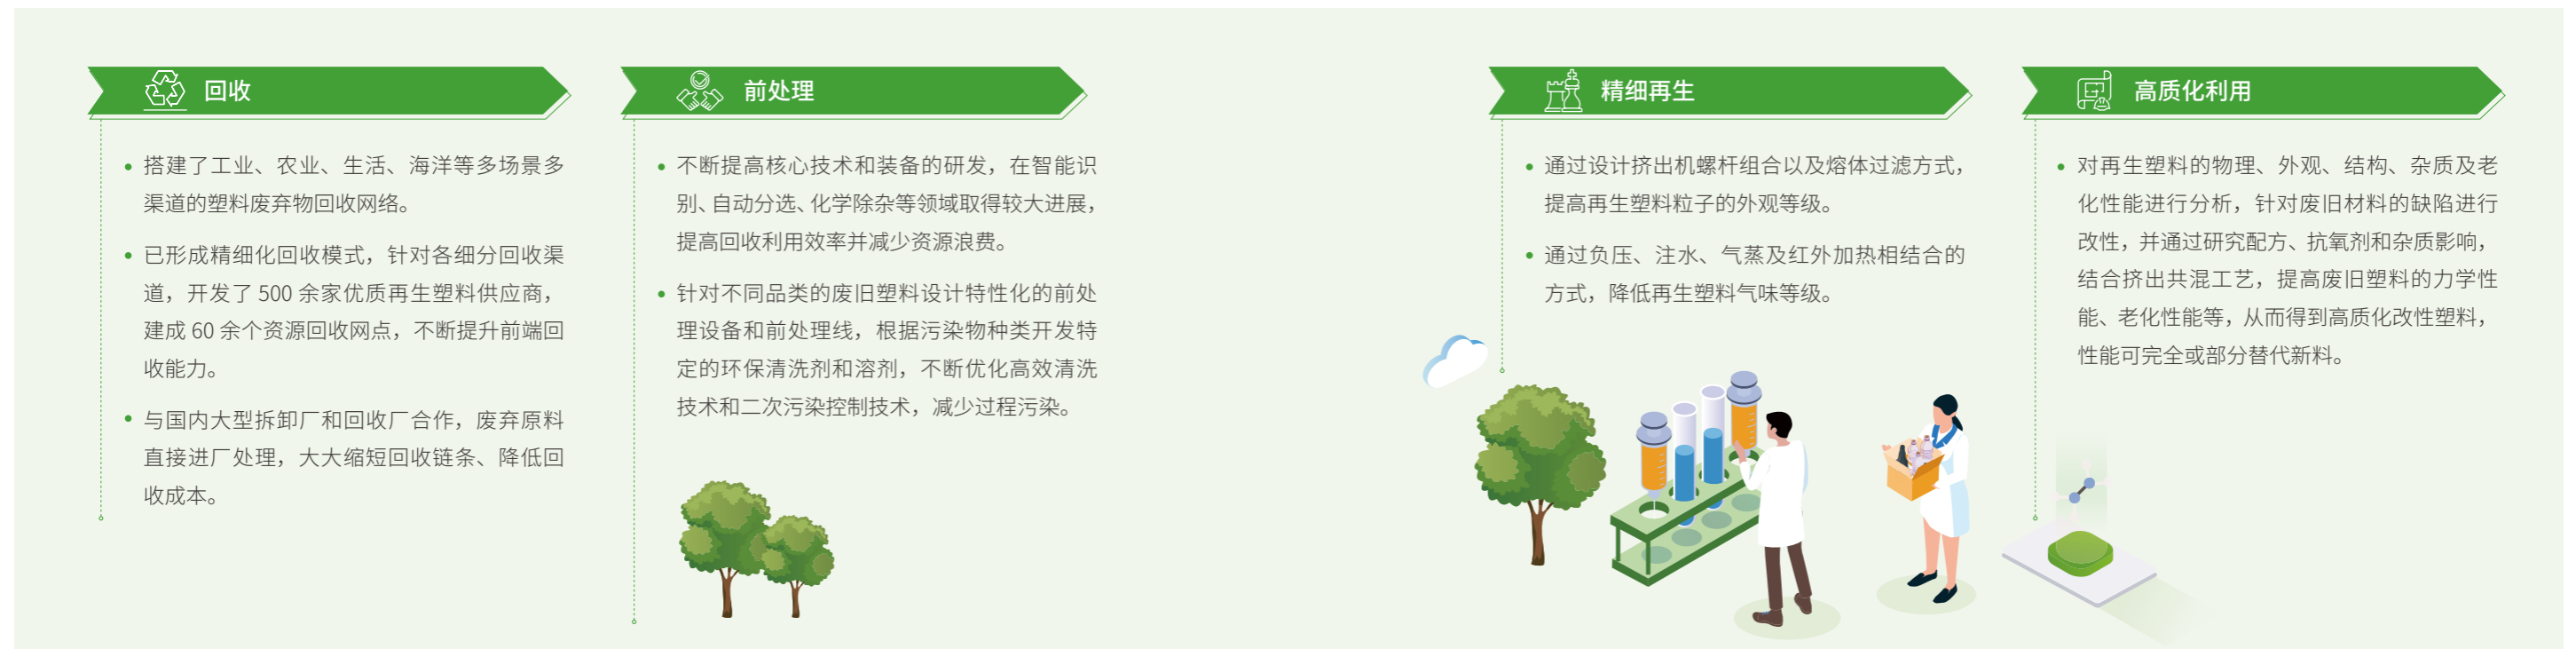 回收
搭建了工业、农业、生活、海洋等多场景多
渠道的塑料废弃物回收网络。
已形成精细化回收模式，针对各细分回收渠
道，开发了 500 余家优质再生塑料供应商，
建成 60 余个资源回收网点，不断提升前端回
收能力。
与国内大型拆卸厂和回收厂合作，废弃原料
直接进厂处理，大大缩短回收链条、降低回
收成本。
前处理
不断提高核心技术和装备的研发，在智能识
别、自动分选、化学除杂等领域取得较大进展，
提高回收利用效率并减少资源浪费。
针对不同品类的废旧塑料设计特性化的前处
理设备和前处理线，根据污染物种类开发特
定的环保清洗剂和溶剂，不断优化高效清洗
技术和二次污染控制技术，减少过程污染。
精细再生
通过设计挤出机螺杆组合以及熔体过滤方式，
提高再生塑料粒子的外观等级。
通过负压、注水、气蒸及红外加热相结合的
方式，降低再生塑料气味等级。
高质化利用
对再生塑料的物理、外观、结构、杂质及老
化性能进行分析，针对废旧材料的缺陷进行
改性，并通过研究配方、抗氧剂和杂质影响，
结合挤出共混工艺，提高废旧塑料的力学性
能、老化性能等，从而得到高质化改性塑料，
性能可完全或部分替代新料。